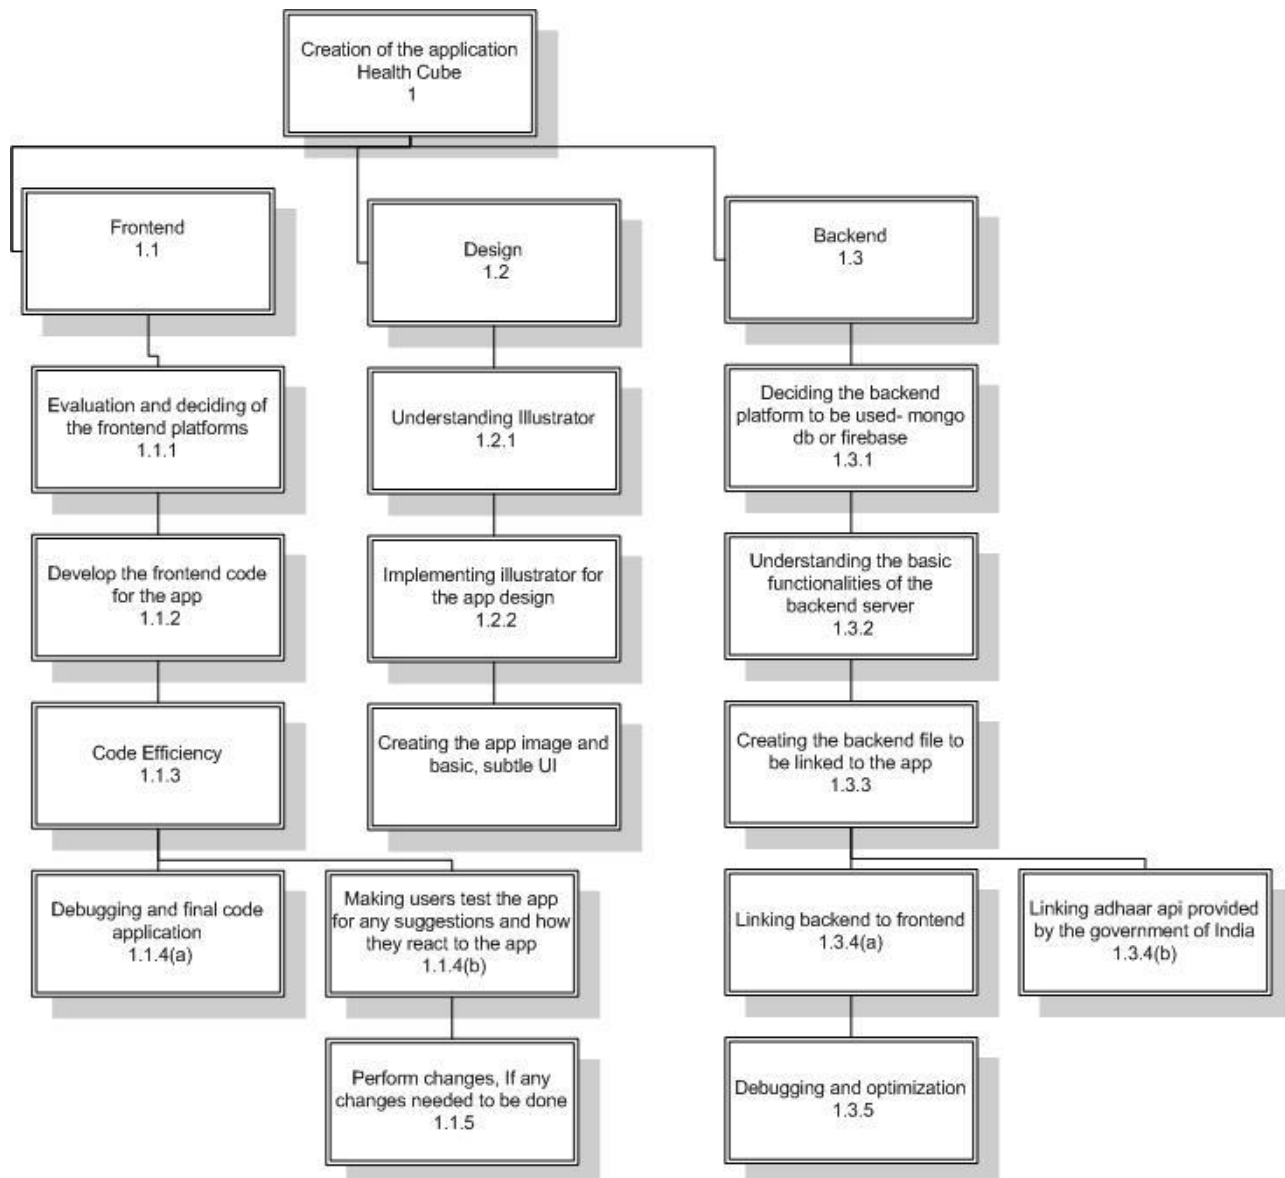 Creation of the application
Health Cube
1
Frontend
1.1
Design
1.2
Backend
1.3
Evaluation and deciding of
the frontend platforms
1.1.1
Understanding Illustrator
1.2.1
Deciding the backend
platform to be used- mongo
db or firebase
1.3.1
Develop the frontend code
for the app
1.1.2
Implementing illustrator for
the app design
1.2.2
Understanding the basic
functionalities of the
backend server
1.3.2
Code Efficiency
1.1.3
Creating the app image and
basic, subtle UI
Creating the backend file to
be linked to the app
1.3.3
Debugging and final code
application
1.1.4(a)
Making users test the app
for any suggestions and how
they react to the app
1.1.4(b)
Linking backend to frontend
1.3.4(a)
Linking adhaar api provided
by the government of India
1.3.4(b)
Perform changes, If any
changes needed to be done
1.1.5
Debugging and optimization
1.3.5